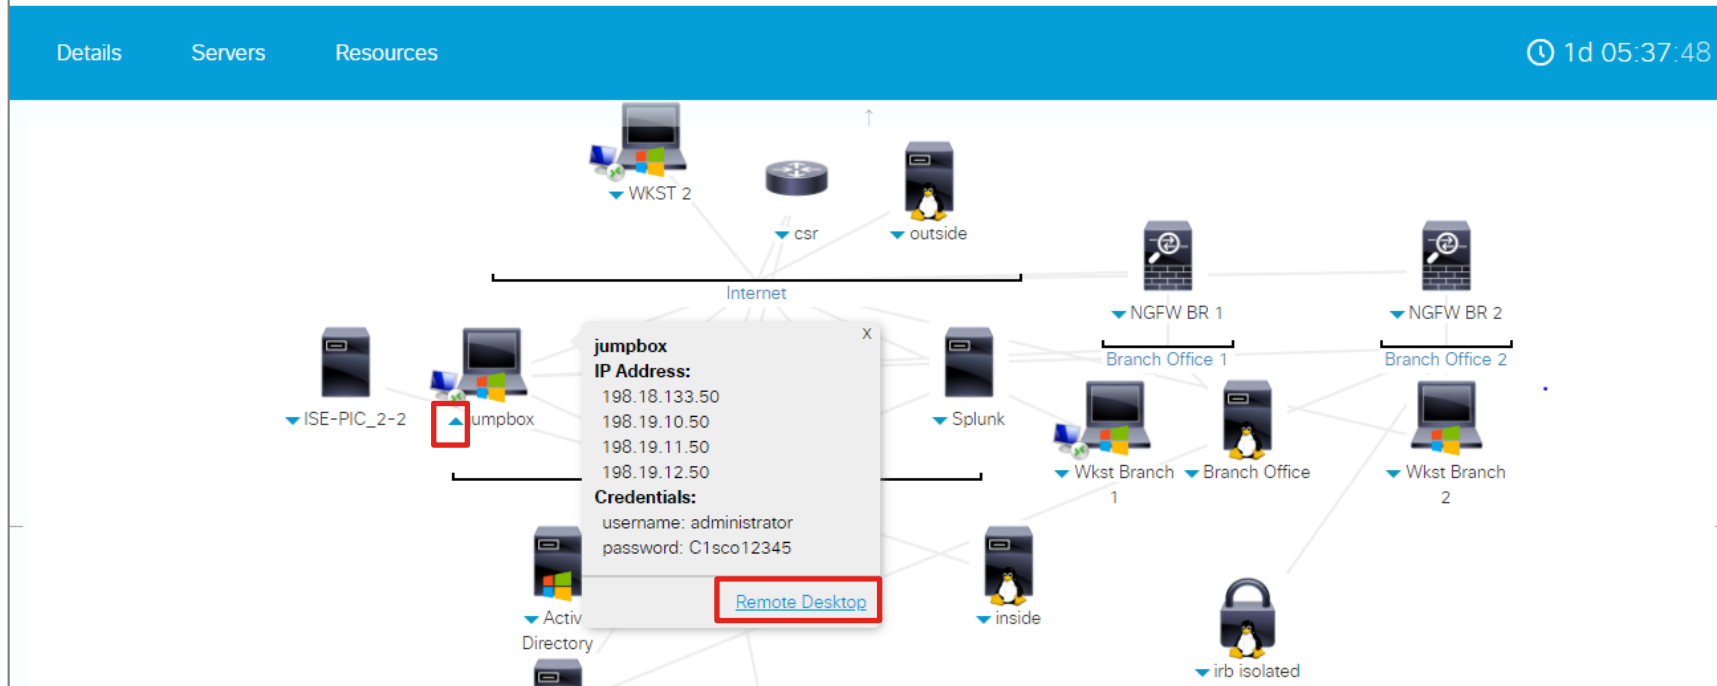 Details Servers Resources 1d 05:37:48
WKST 2
csr
outside
Internet
NGFW BR 1
NGFW BR 2
Branch Office 1
Branch Office 2
ISE-PIC_2-2
jumpbox
jumpbox
X
IP Address:
198.18.133.50
198.19.10.50
198.19.11.50
198.19.12.50
Credentials:
username: administrator
password: C1sco12345
Remote Desktop
Splunk
Wkst Branch
1
Branch Office
Wkst Branch
2
Activ
Directory
inside
irb isolated